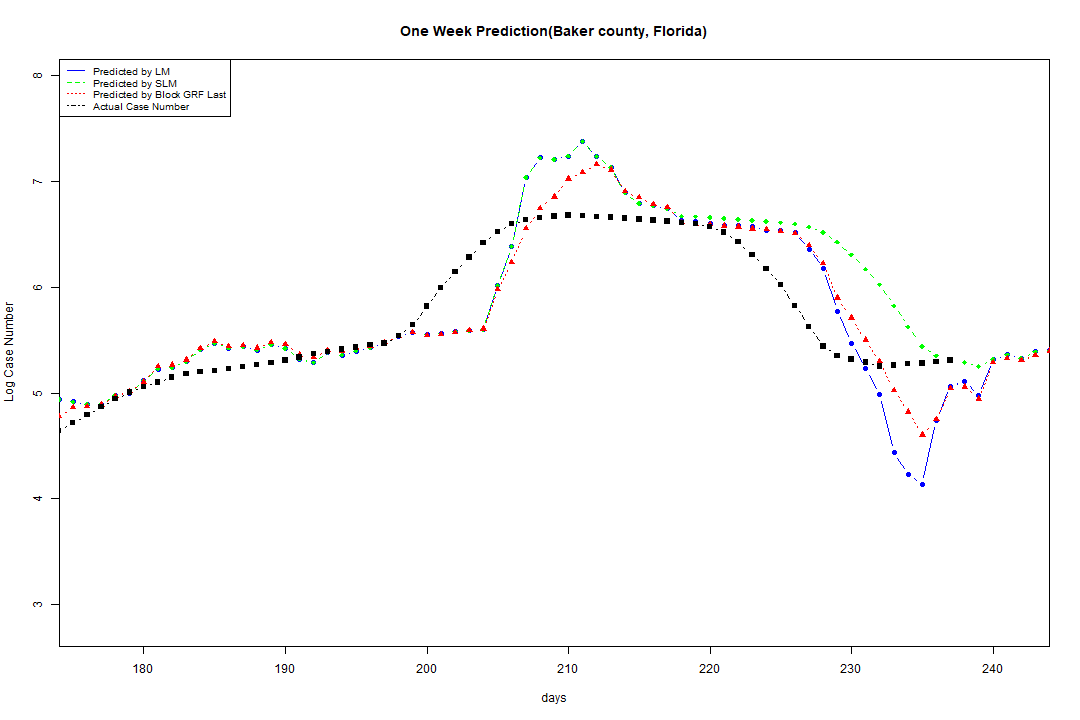 One Week Prediction(Baker county, Florida)
Predicted by LM
Predicted by SLM
Predicted by Block GRF Last
Actual Case Number
8
7
6
5
4
3
Log Case Number
180 190 200 210 220 230 240
days